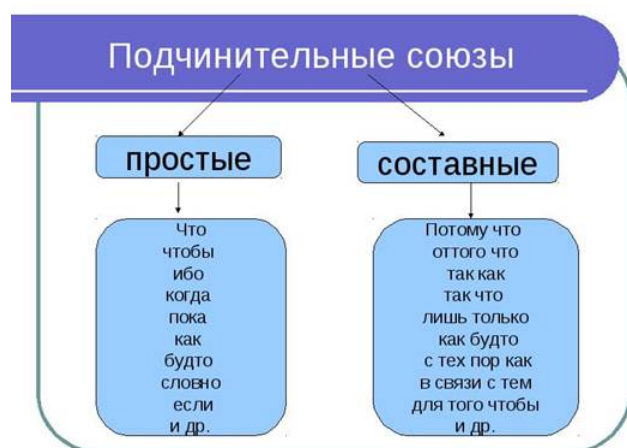 Подчинительные союзы
простые
составные
Что
чтобы
ибо
когда
пока
как
будто
словно
если
и др.
Потому что
оттого что
так как
так что
лишь только
как будто
с тех пор как
в связи с тем
для того чтобы
и др.